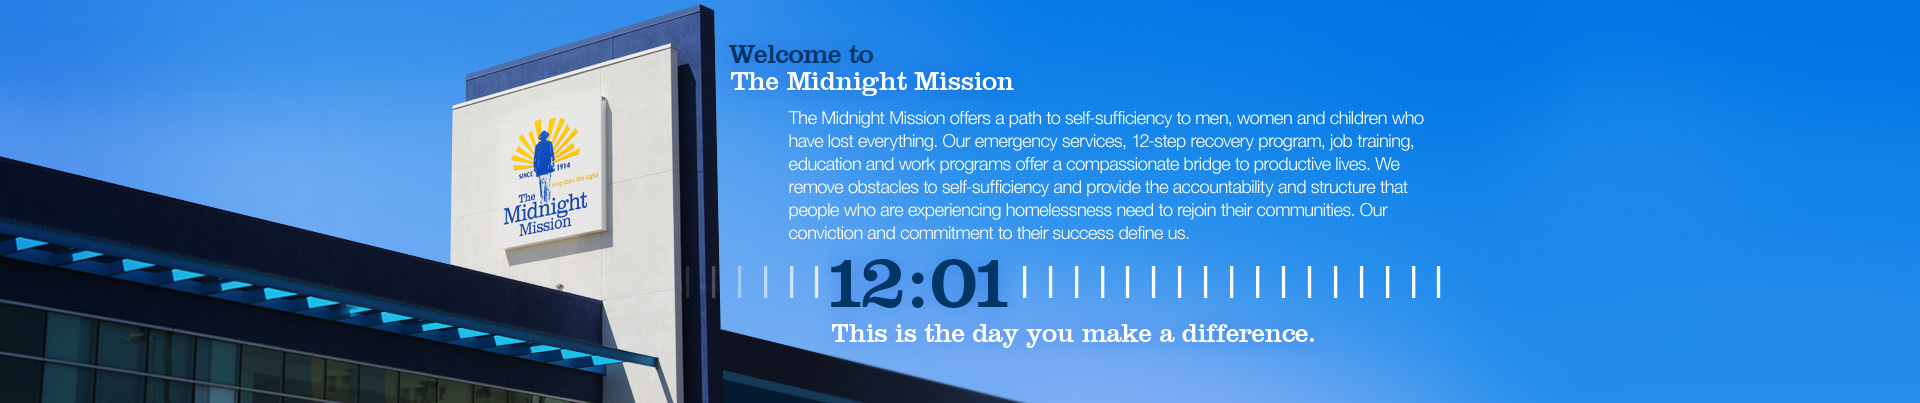 Welcome to
The Midnight Mission
The Midnight Mission offers a path to self-sufficiency to men, women and children who
have lost everything. Our emergency services, 12-step recovery program, job training,
education and work programs offer a compassionate bridge to productive lives. We
remove obstacles to self-sufficiency and provide the accountability and structure that
people who are experiencing homelessness need to rejoin their communities. Our
conviction and commitment to their success define us.
12:01
This is the day you make a difference.
SINCE 1914
step into the light
The
Midnight
Mission